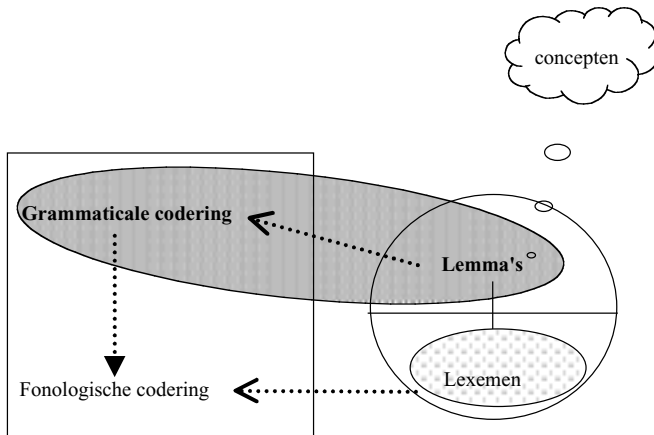 concepten
Grammaticale codering
Lemma's
Lexemen
Fonologische codering